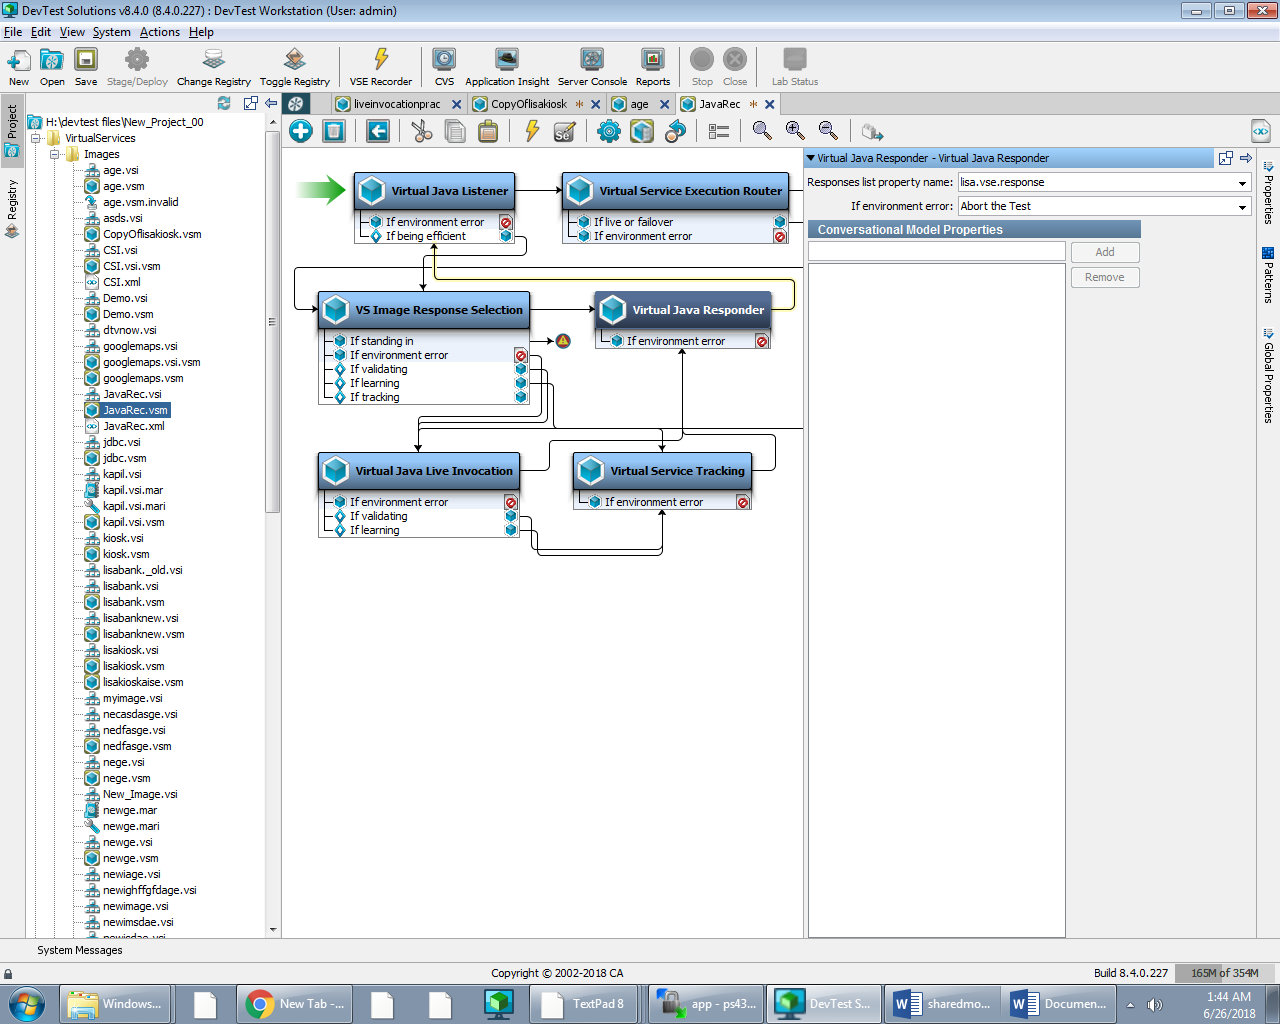 DevTest Solutions v8.4.0 (8.4.0.227) : DevTest Workstation (User: admin)
File Edit View System Actions Help
New Open Save Stage/Deploy Change Registry Toggle Registry VSE Recorder CVS Application Insight Server Console Reports Stop Close Lab Status
Project
Registry
H:\devtest files\New_Project_00
VirtualServices
Images
age.vsi
age.vsm
age.vsm.invalid
asds.vsi
CopyOflisakiosk.vsm
CSI.vsi
CSI.vsi.vsm
CSI.xml
Demo.vsi
Demo.vsm
dtvnow.vsi
googlemaps.vsi
googlemaps.vsi.vsm
googlemaps.vsm
JavaRec.vsi
JavaRec.vsm
JavaRec.xml
jdbc.vsi
jdbc.vsm
kapil.vsi
kapil.vsi.mar
kapil.vsi.mari
kapil.vsi.vsm
kiosk.vsi
kiosk.vsm
lisabank._old.vsi
lisabank.vsi
lisabank.vsm
lisabanknew.vsi
lisabanknew.vsm
lisakiosk.vsi
lisakiosk.vsm
lisakioskaise.vsm
myimage.vsi
necasdasge.vsi
nedfasge.vsi
nedfasge.vsm
nege.vsi
nege.vsm
New_Image.vsi
newge.mar
newge.mari
newge.vsi
newge.vsm
newiage.vsi
newighffgfdage.vsi
newimage.vsi
newimsdae.vsi
liveinvocationprac CopyOflisakiosk * age JavaRec *
Virtual Java Listener
If environment error
If being efficient
Virtual Service Execution Router
If live or failover
If environment error
VS Image Response Selection
If standing in
If environment error
If validating
If learning
If tracking
Virtual Java Responder
If environment error
Virtual Java Live Invocation
If environment error
If validating
If learning
Virtual Service Tracking
If environment error
Virtual Java Responder - Virtual Java Responder
Responses list property name: lisa.vse.response
If environment error: Abort the Test
Conversational Model Properties
Add
Remove
Properties
Patterns
Global Properties
System Messages
Copyright © 2002-2018 CA
Build 8.4.0.227 165M of 354M
Windows... New Tab -... TextPad 8 app - ps43... DevTest S... sharedmo... Documen...
1:44 AM
6/26/2018